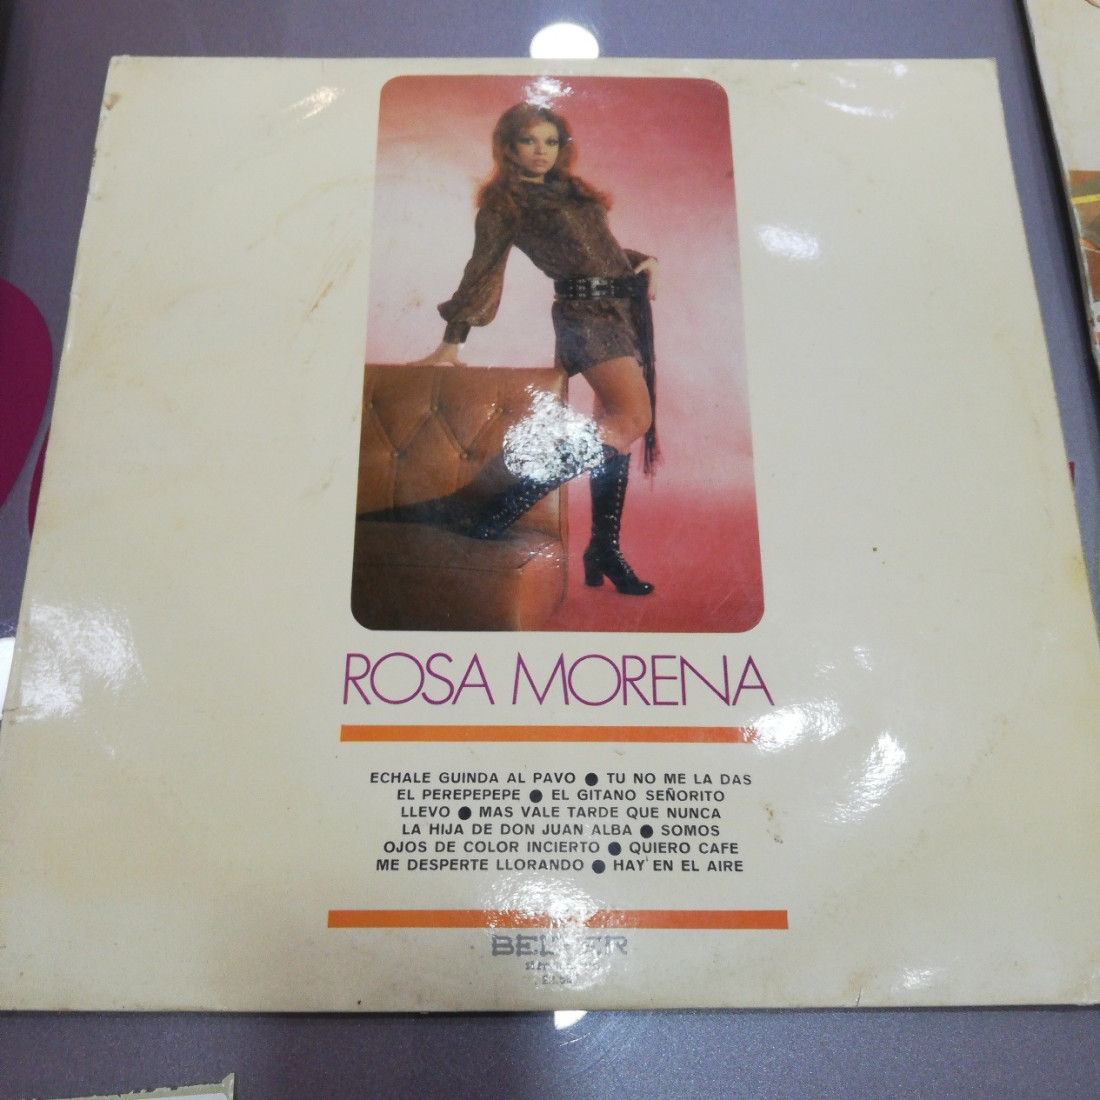 ROSA MORENA
ECHALE GUINDA AL PAVO ● TU NO ME LA DAS
EL PEREPEPEPE ● EL GITANO SEÑORITO
LLEVO ● MAS VALE TARDE QUE NUNCA
LA HIJA DE DON JUAN ALBA ● SOMOS
OJOS DE COLOR INCIERTO ● QUIERO CAFE
ME DESPERTE LLORANDO ● HAY EN EL AIRE
BELTER